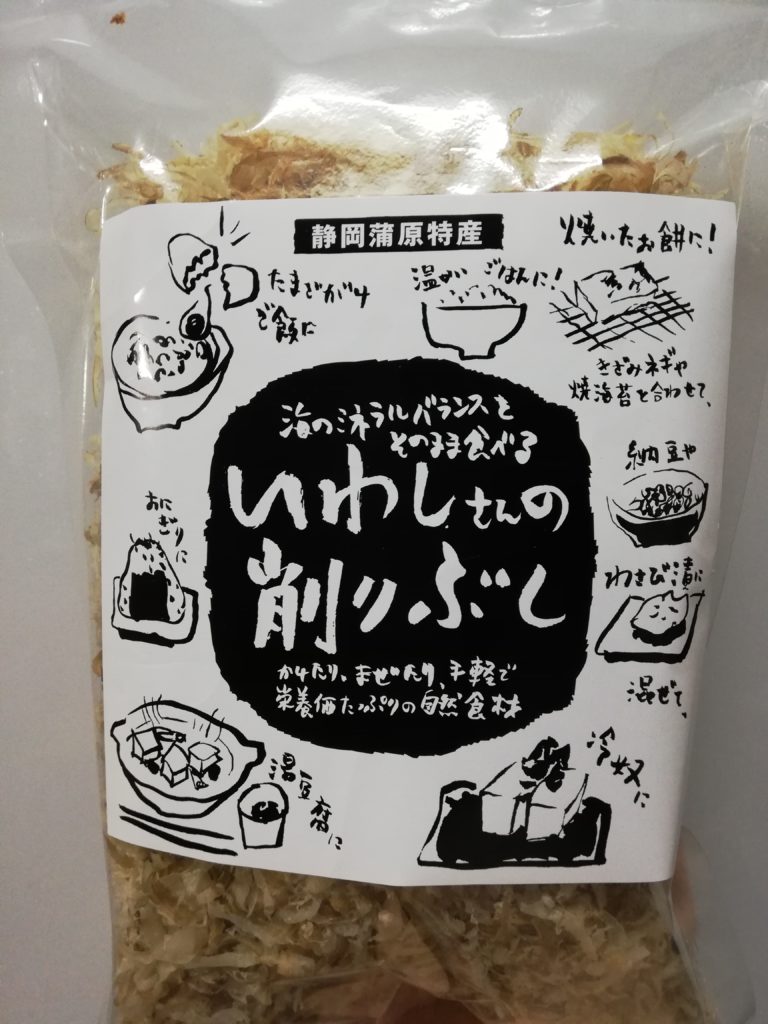 静岡蒲原特産
たまごがけ
ご飯に
温かいごはんに!
焼いたお餅に!
きざみネギや
焼海苔と合わせて、
海のミネラルバランスを
そのまま食べる
いわしさんの
削りぶし
かけたり、まぜたり、手軽で
栄養価たっぷりの自然食材
おにぎりに
納豆や
わさび漬に
混ぜて、
湯豆腐に
冷奴に